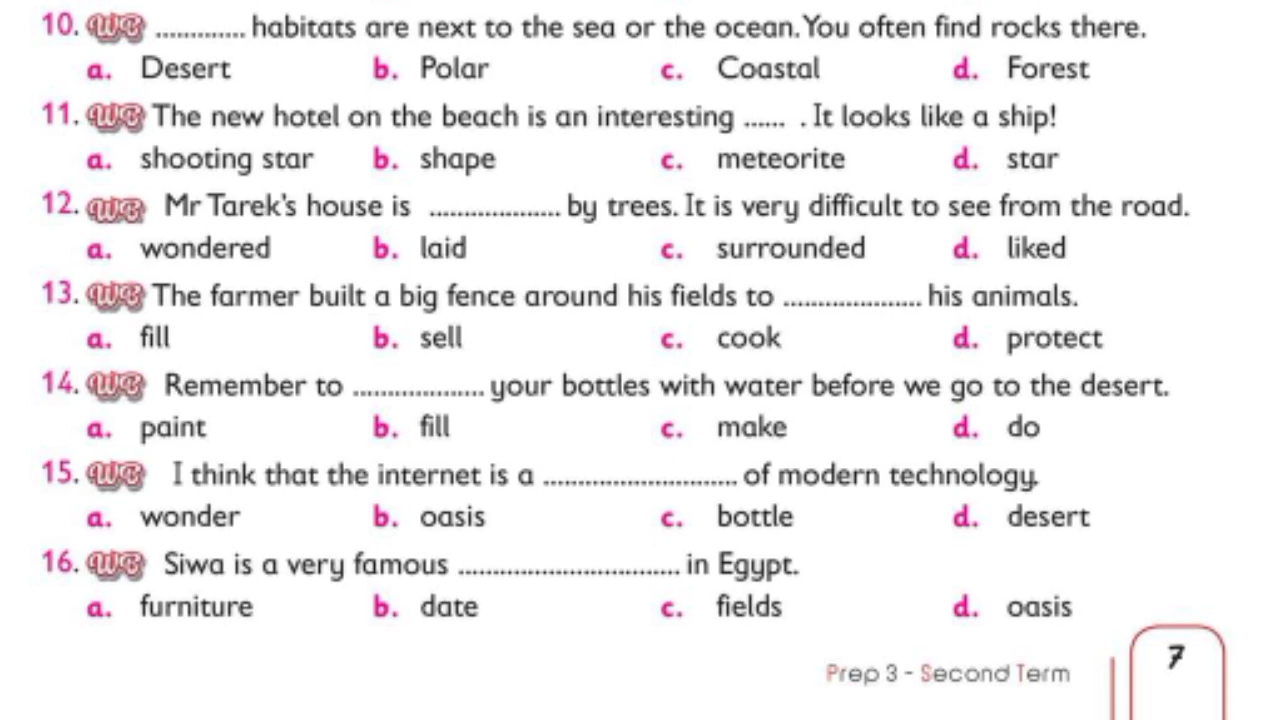 10. WB ............. habitats are next to the sea or the ocean. You often find rocks there.
a. Desert b. Polar c. Coastal d. Forest
11. WB The new hotel on the beach is an interesting ...... . It looks like a ship!
a. shooting star b. shape c. meteorite d. star
12. WB Mr Tarek's house is ................... by trees. It is very difficult to see from the road.
a. wondered b. laid c. surrounded d. liked
13. WB The farmer built a big fence around his fields to .................... his animals.
a. fill b. sell c. cook d. protect
14. WB Remember to ................... your bottles with water before we go to the desert.
a. paint b. fill c. make d. do
15. WB I think that the internet is a ............................ of modern technology.
a. wonder b. oasis c. bottle d. desert
16. WB Siwa is a very famous ................................ in Egypt.
a. furniture b. date c. fields d. oasis
Prep 3 - Second Term
7